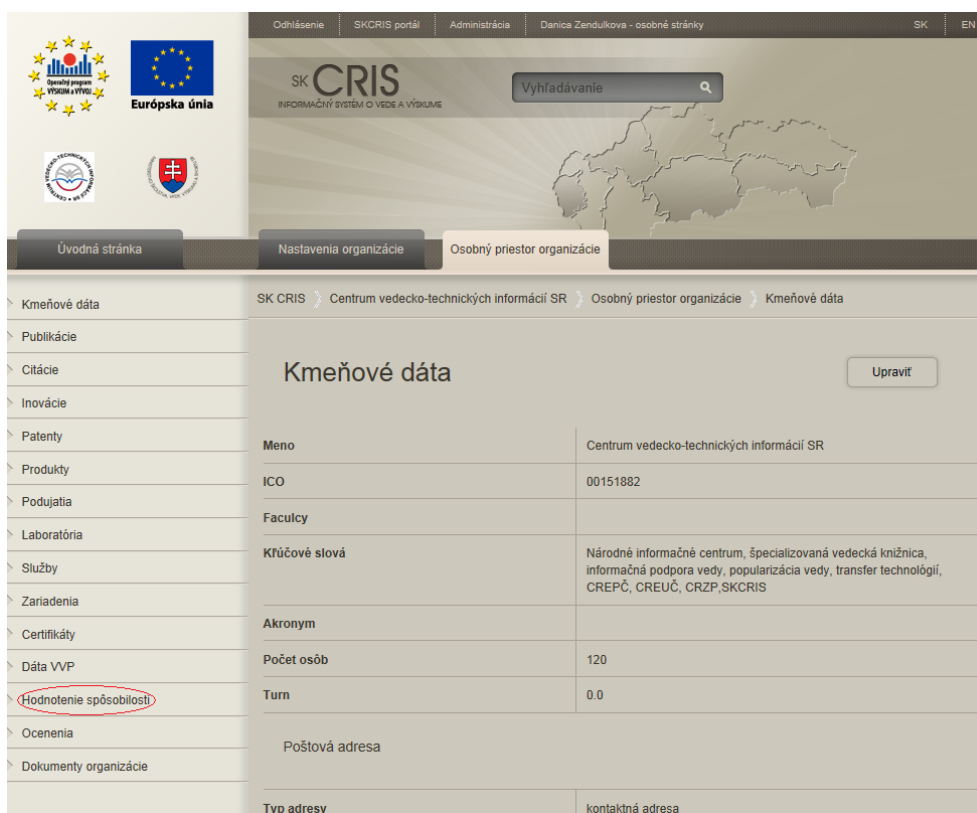 Odhlásenie
SKCRIS portál
Administrácia
Danica Zendulkova - osobné stránky
SK
EN
Operačný program
VÝSKUM a VÝVOJ
Európska únia
SK CRIS
INFORMAČNÝ SYSTÉM O VEDE A VÝSKUME
Vyhľadávanie
Úvodná stránka
Nastavenia organizácie
Osobný priestor organizácie
SK CRIS
Centrum vedecko-technických informácií SR
Osobný priestor organizácie
Kmeňové dáta
Kmeňové dáta
Publikácie
Citácie
Inovácie
Patenty
Produkty
Podujatia
Laboratória
Služby
Zariadenia
Certifikáty
Dáta VVP
Hodnotenie spôsobilosti
Ocenenia
Dokumenty organizácie
Kmeňové dáta
Upraviť
Meno
Centrum vedecko-technických informácií SR
ICO
00151882
Faculcy
Kľúčové slová
Národné informačné centrum, špecializovaná vedecká knižnica,
informačná podpora vedy, popularizácia vedy, transfer technológií,
CREPČ, CREUČ, CRZP,SKCRIS
Akronym
Počet osôb
120
Turn
0.0
Poštová adresa
Typ adresy
kontaktná adresa